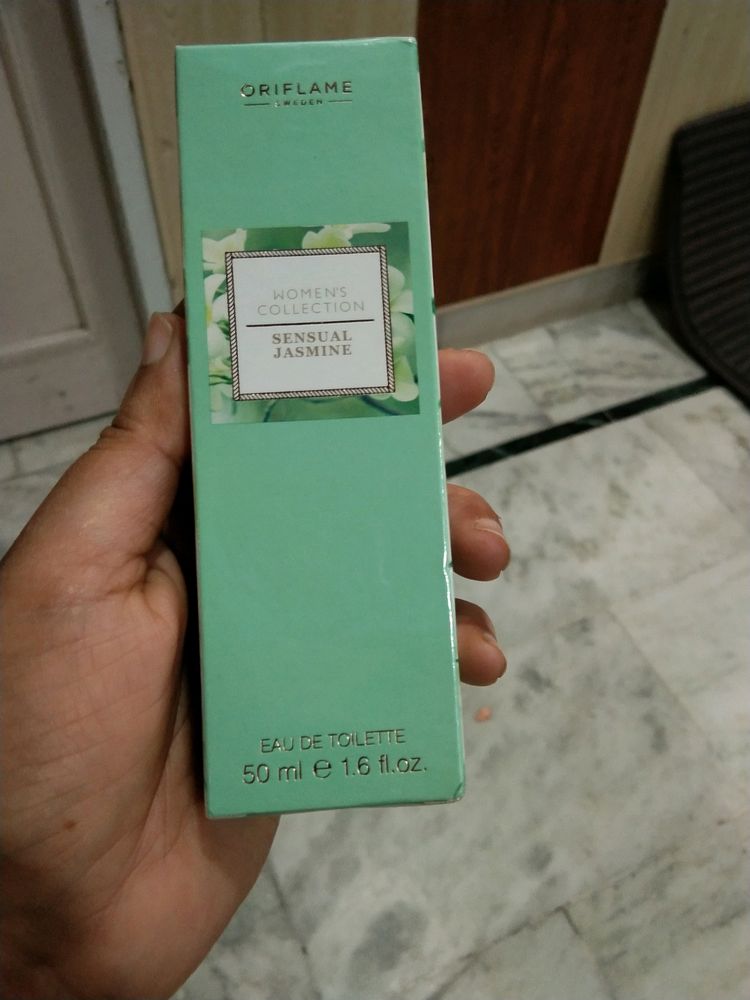 ORIFLAME
SWEDEN
WOMEN'S
COLLECTION
SENSUAL
JASMINE
EAU DE TOILETTE
50 ml ℮ 1.6 fl.oz.